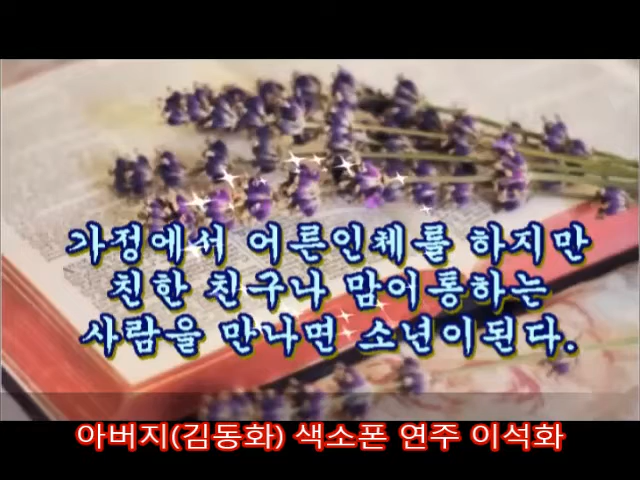 가정에서 어른인체를 하지만
친한 친구나 맘어통하는
사람을 만나면 소년이된다.
아버지(김동화) 색소폰 연주 이석화